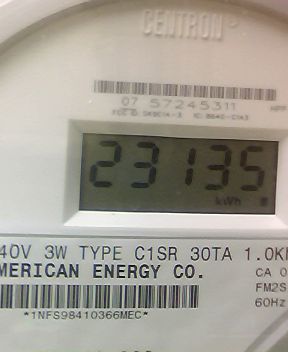 CENTRON
07 57245311
23135
kWh
40V 3W TYPE C1SR 30TA 1.0K
MERICAN ENERGY CO.
CA 0
FM2S
60Hz
*1NFS98410366MEC*